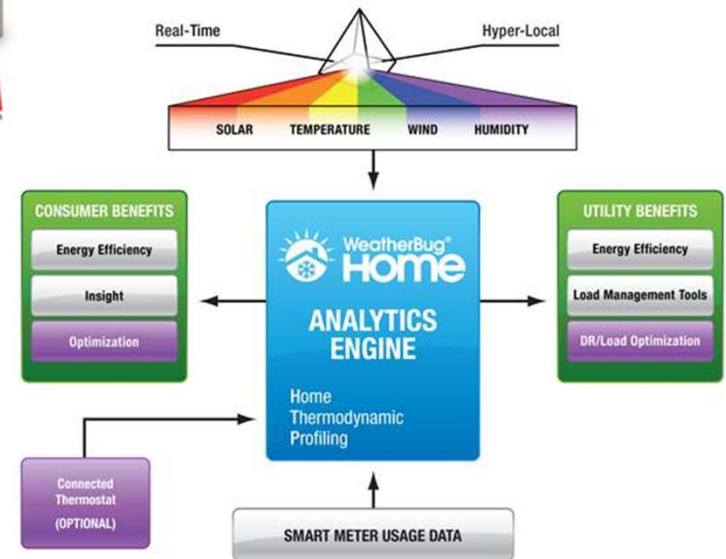 Real-Time
Hyper-Local
SOLAR TEMPERATURE WIND HUMIDITY
CONSUMER BENEFITS
Energy Efficiency
Insight
Optimization
WeatherBug®
Home
ANALYTICS
ENGINE
Home
Thermodynamic
Profiling
UTILITY BENEFITS
Energy Efficiency
Load Management Tools
DR/Load Optimization
Connected
Thermostat
(OPTIONAL)
SMART METER USAGE DATA